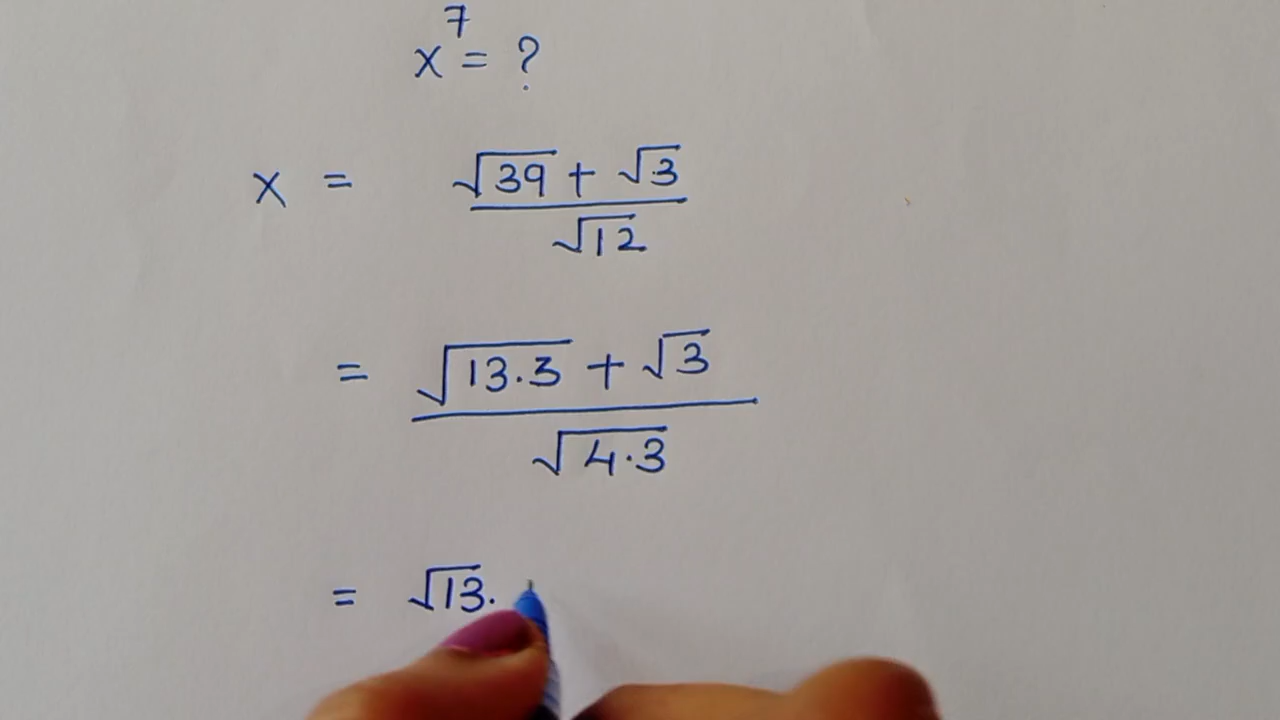 x⁷ = ?
x = (√39 + √3) / √12
= (√13.3 + √3) / √4.3
= √13.